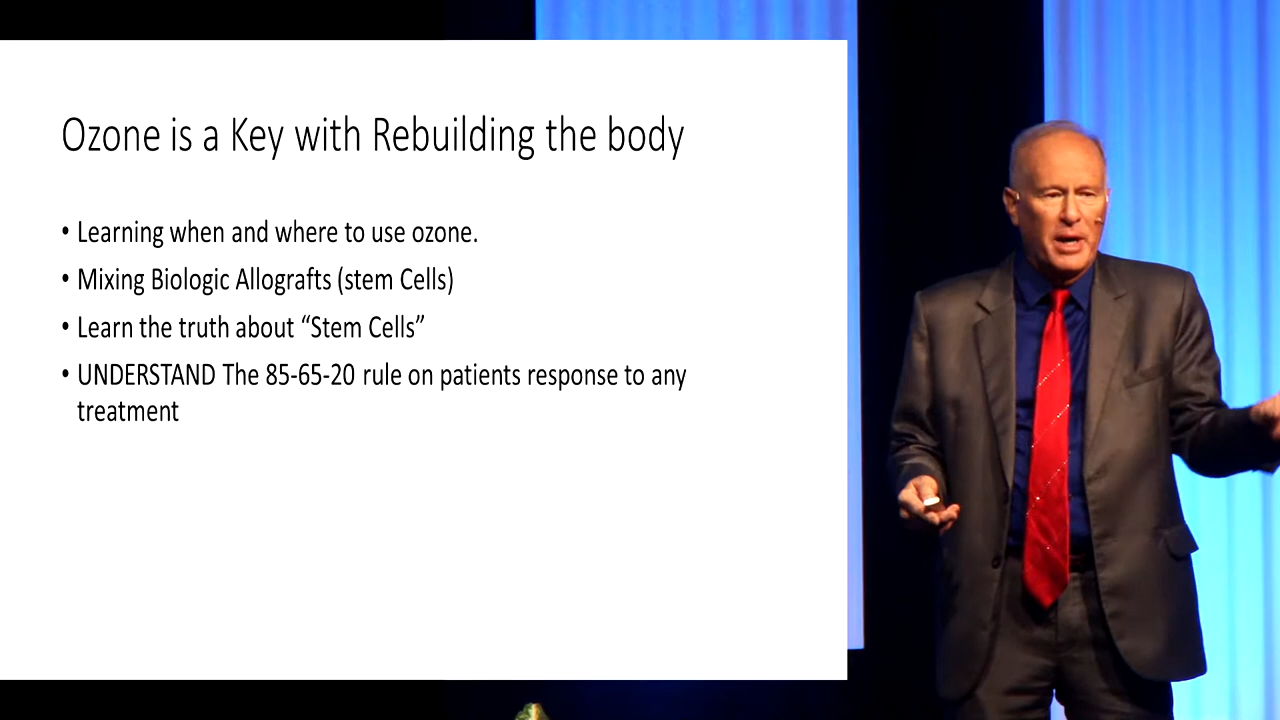 Ozone is a Key with Rebuilding the body
• Learning when and where to use ozone.
• Mixing Biologic Allografts (stem Cells)
• Learn the truth about “Stem Cells”
• UNDERSTAND The 85-65-20 rule on patients response to any
treatment